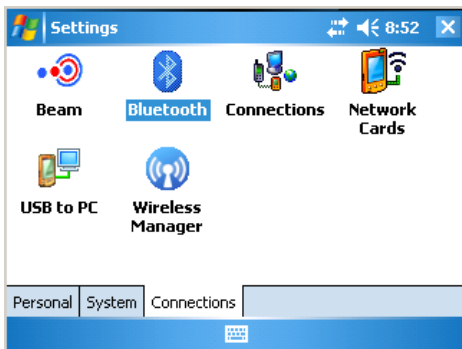 Settings 8:52
Beam Bluetooth Connections Network Cards
USB to PC Wireless Manager
Personal System Connections